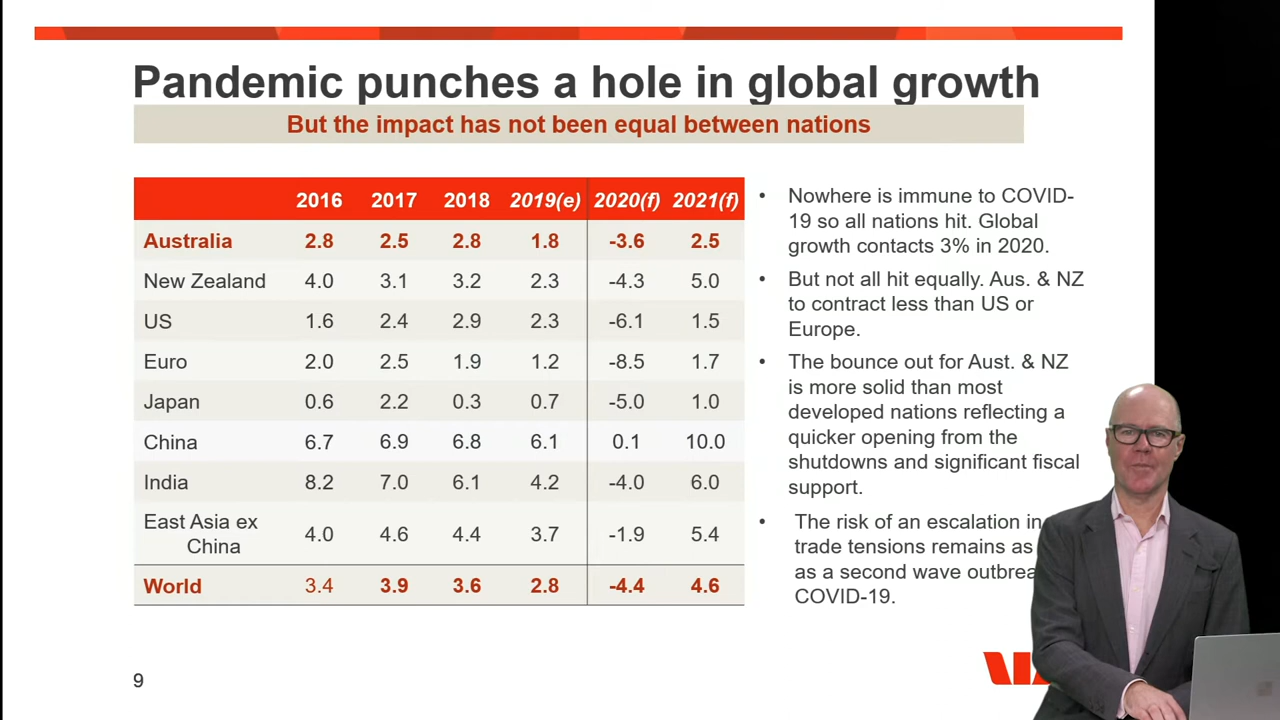 Pandemic punches a hole in global growth
But the impact has not been equal between nations
2016 2017 2018 2019(e) 2020(f) 2021(f)
Australia 2.8 2.5 2.8 1.8 -3.6 2.5
New Zealand 4.0 3.1 3.2 2.3 -4.3 5.0
US 1.6 2.4 2.9 2.3 -6.1 1.5
Euro 2.0 2.5 1.9 1.2 -8.5 1.7
Japan 0.6 2.2 0.3 0.7 -5.0 1.0
China 6.7 6.9 6.8 6.1 0.1 10.0
India 8.2 7.0 6.1 4.2 -4.0 6.0
East Asia ex
China 4.0 4.6 4.4 3.7 -1.9 5.4
World 3.4 3.9 3.6 2.8 -4.4 4.6
• Nowhere is immune to COVID-
19 so all nations hit. Global
growth contacts 3% in 2020.
• But not all hit equally. Aus. & NZ
to contract less than US or
Europe.
• The bounce out for Aust. & NZ
is more solid than most
developed nations reflecting a
quicker opening from the
shutdowns and significant fiscal
support.
• The risk of an escalation in
trade tensions remains as
as a second wave
COVID-19.
9